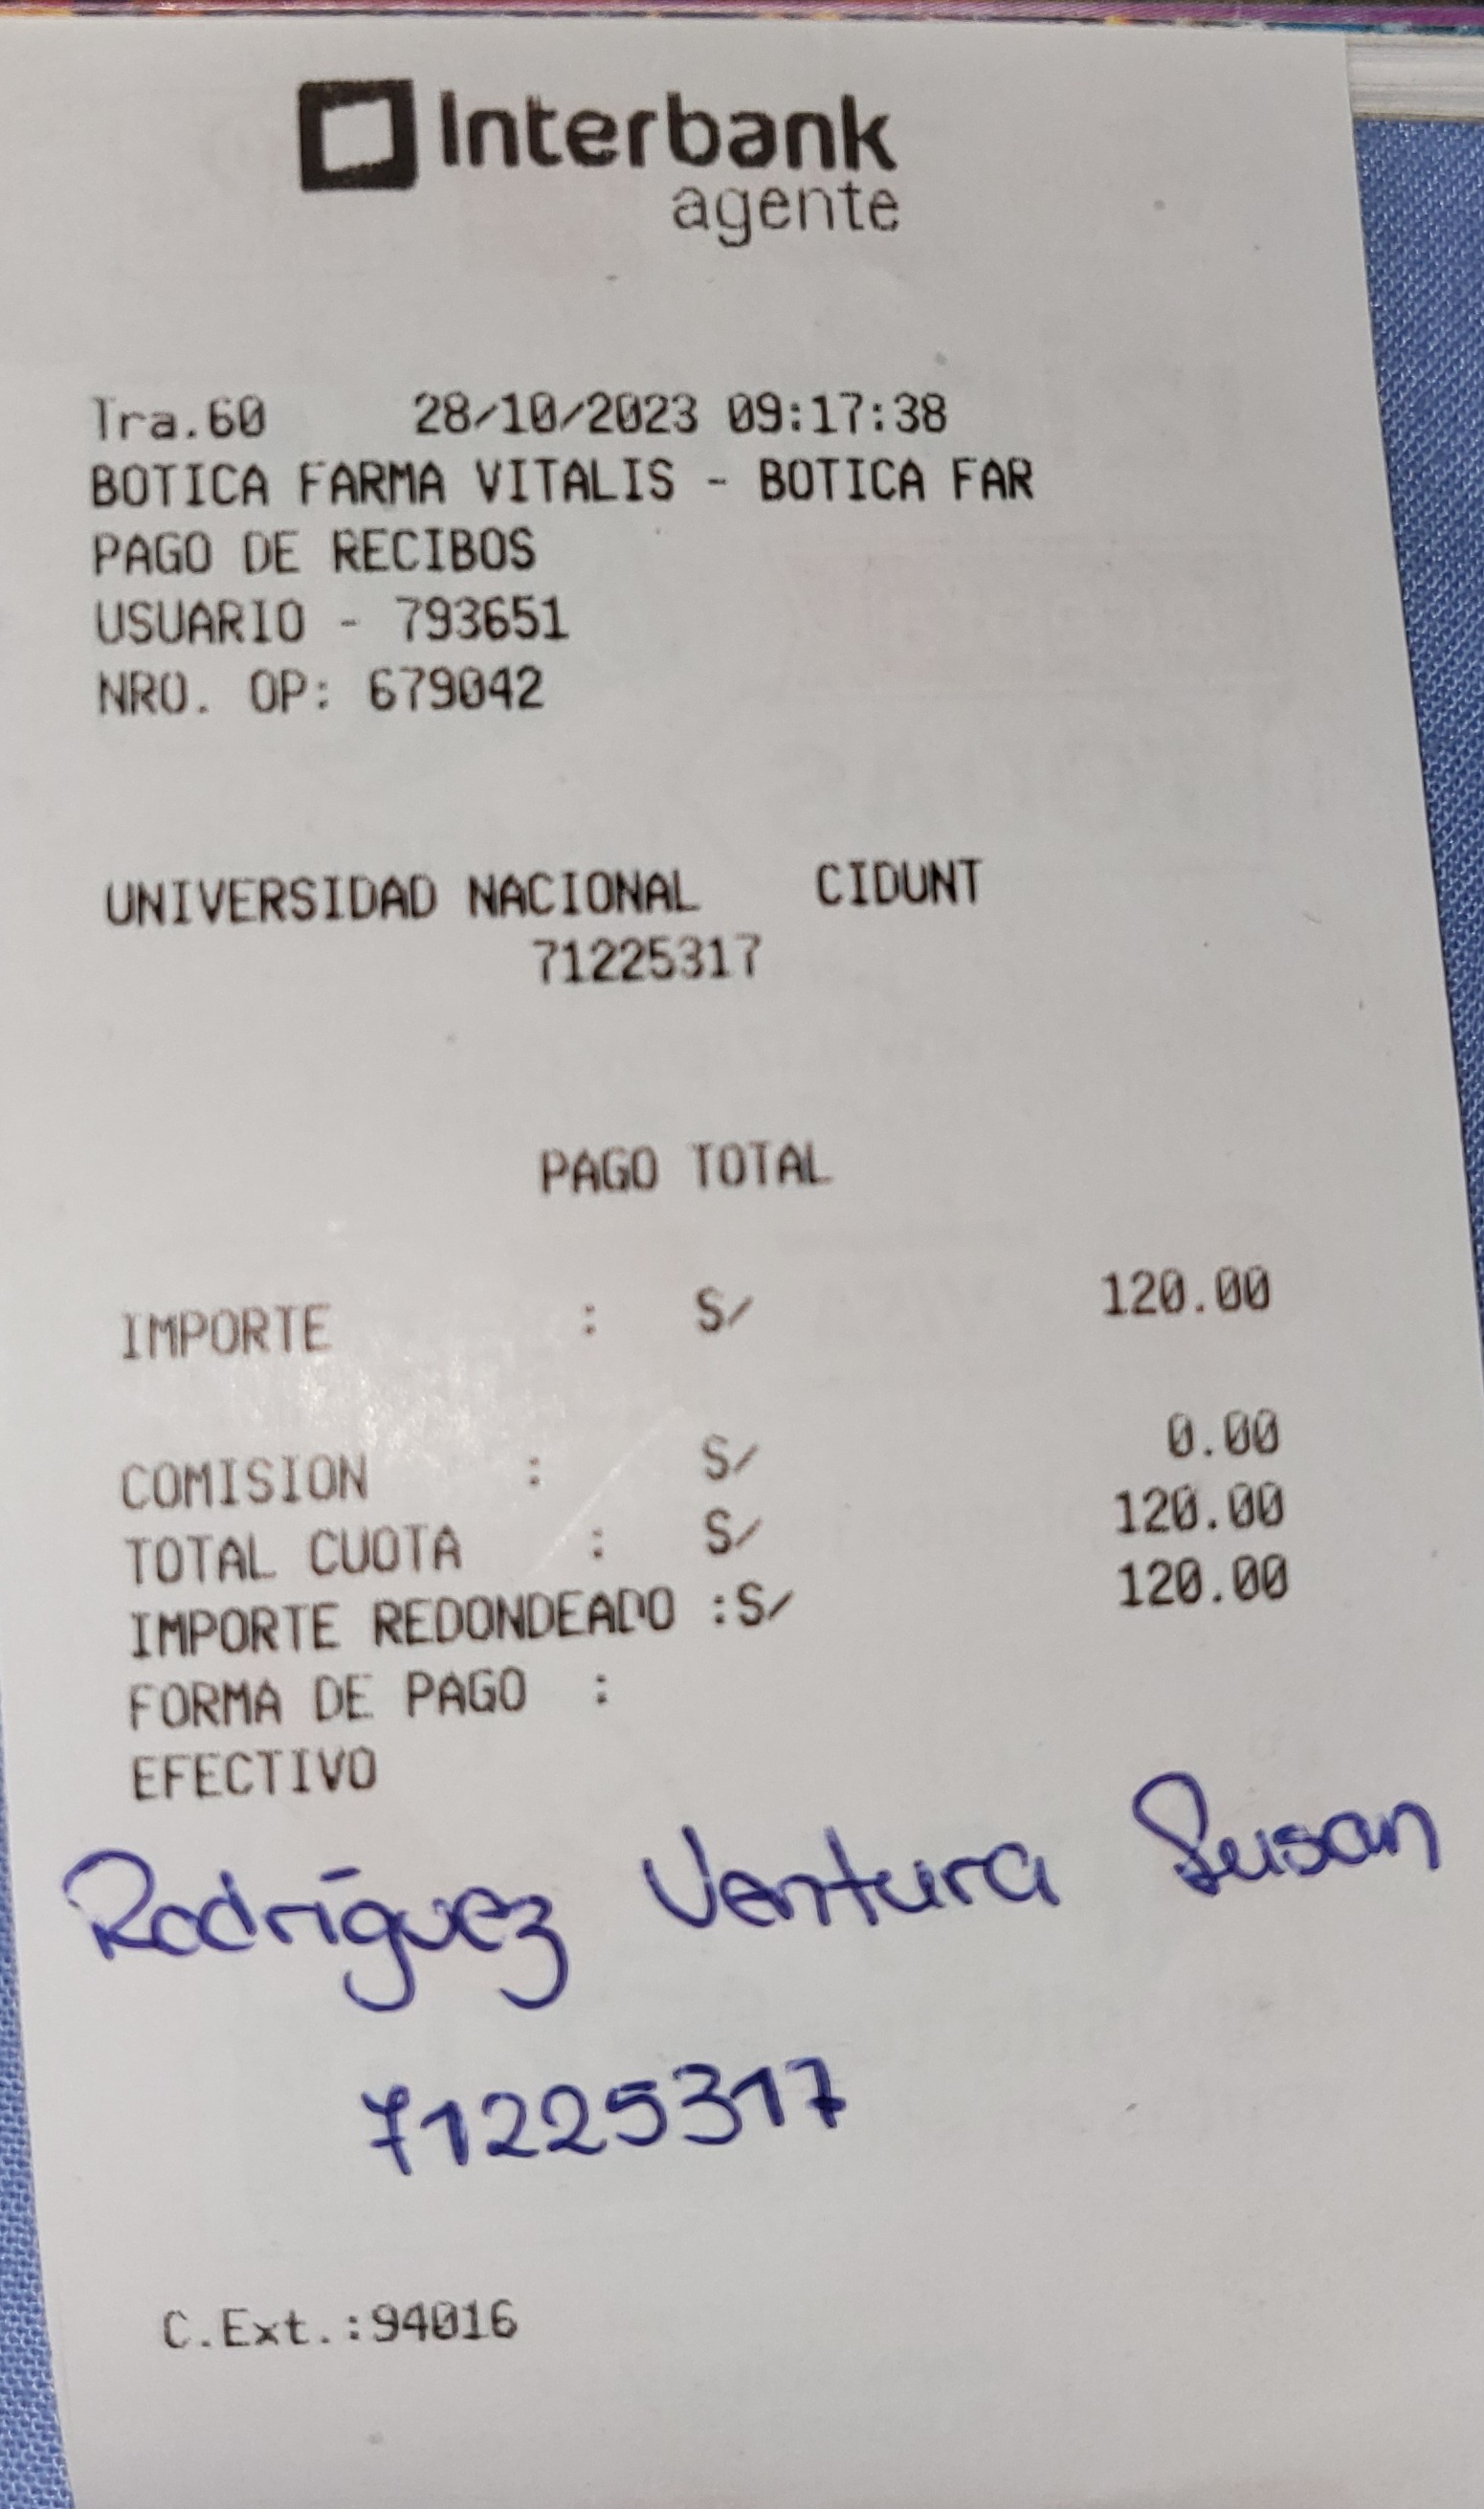 Interbank
agente
Tra.60 28/10/2023 09:17:38
BOTICA FARMA VITALIS - BOTICA FAR
PAGO DE RECIBOS
USUARIO - 793651
NRO. OP: 679042
UNIVERSIDAD NACIONAL CIDUNT
71225317
PAGO TOTAL
IMPORTE : S/ 120.00
COMISION : S/ 0.00
TOTAL CUOTA : S/ 120.00
IMPORTE REDONDEADO :S/ 120.00
FORMA DE PAGO :
EFECTIVO
Rodríguez Ventura Susan
71225317
C.Ext.:94016